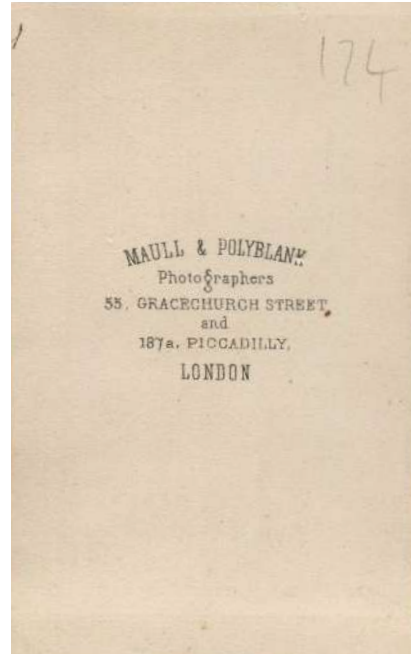 174
MAULL & POLYBLANK
Photographers
55, GRACECHURCH STREET,
and
187a, PICCADILLY,
LONDON